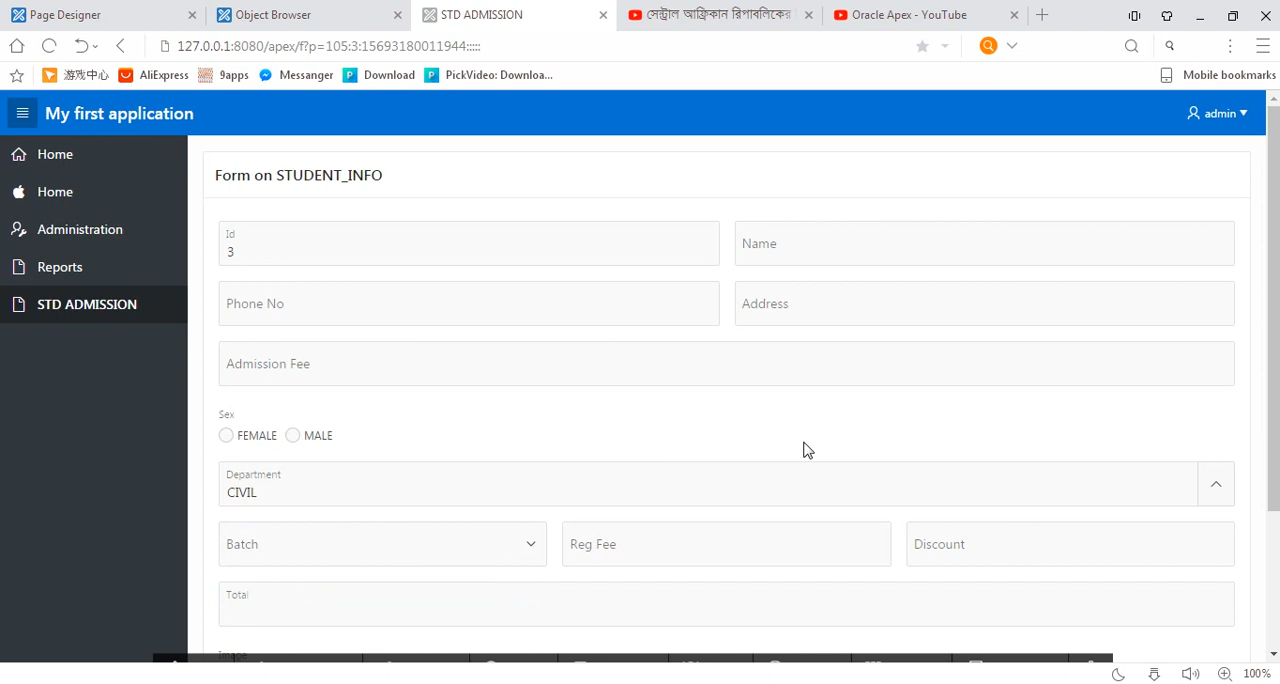 Page Designer
Object Browser
STD ADMISSION
সেন্ট্রাল আফ্রিকান রিপাবলিকের
Oracle Apex - YouTube
127.0.0.1:8080/apex/f?p=105:3:15693180011944:::::
游戏中心
AliExpress
9apps
Messanger
Download
PickVideo: Downloa...
Mobile bookmarks
My first application
admin
Home
Home
Administration
Reports
STD ADMISSION
Form on STUDENT_INFO
Id
3
Name
Phone No
Address
Admission Fee
Sex
FEMALE
MALE
Department
CIVIL
Batch
Reg Fee
Discount
Total
Image
100%